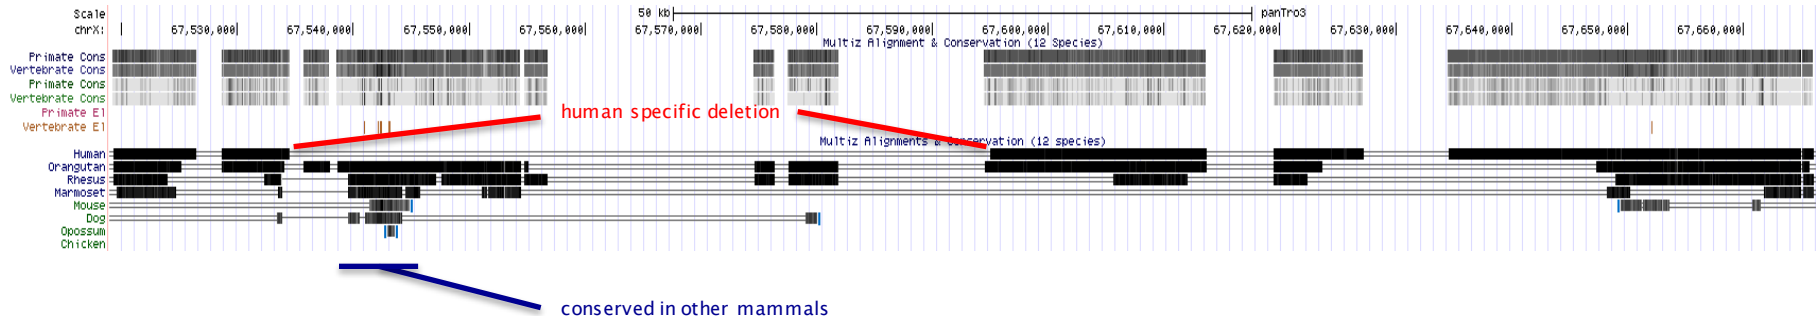 Scale 50 kb panTro3
chrX: 67,530,000 67,540,000 67,550,000 67,560,000 67,570,000 67,580,000 67,590,000 67,600,000 67,610,000 67,620,000 67,630,000 67,640,000 67,650,000 67,660,000
Multiz Alignment & Conservation (12 Species)
Primate Cons
Vertebrate Cons
Primate Cons
Vertebrate Cons
Primate El
human specific deletion
Vertebrate El
Multiz Alignments & Conservation (12 species)
Human
Orangutan
Rhesus
Marmoset
Mouse
Dog
Opossum
Chicken
conserved in other mammals